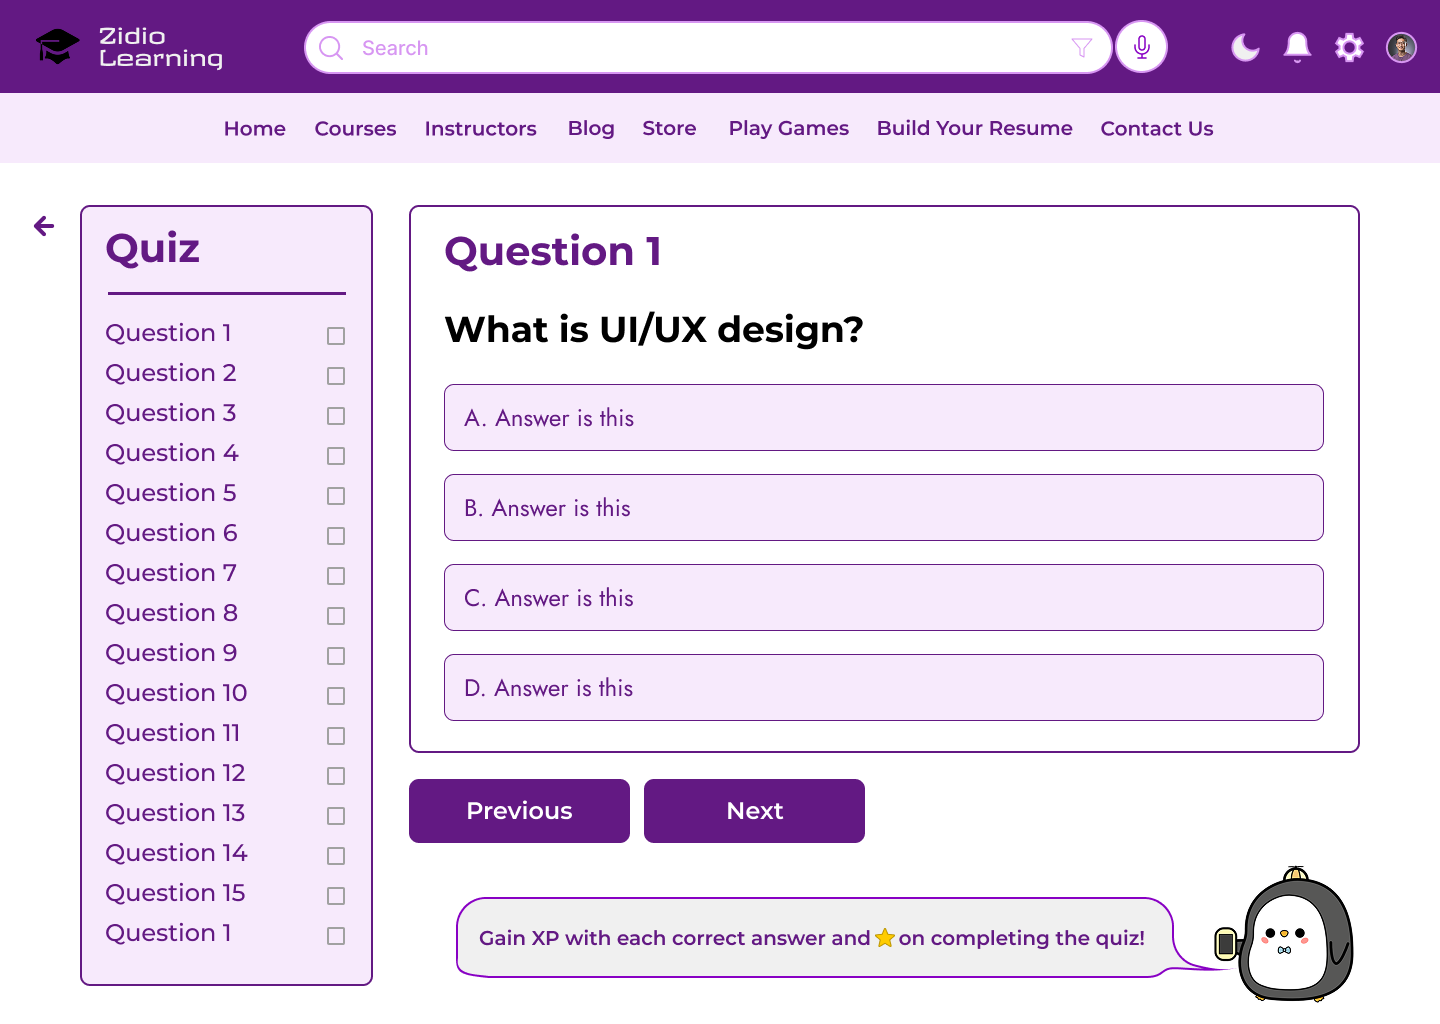 Zidio
Learning
Search
Home Courses Instructors Blog Store Play Games Build Your Resume Contact Us
Quiz
Question 1
Question 2
Question 3
Question 4
Question 5
Question 6
Question 7
Question 8
Question 9
Question 10
Question 11
Question 12
Question 13
Question 14
Question 15
Question 1
Question 1
What is UI/UX design?
A. Answer is this
B. Answer is this
C. Answer is this
D. Answer is this
Previous
Next
Gain XP with each correct answer and on completing the quiz!